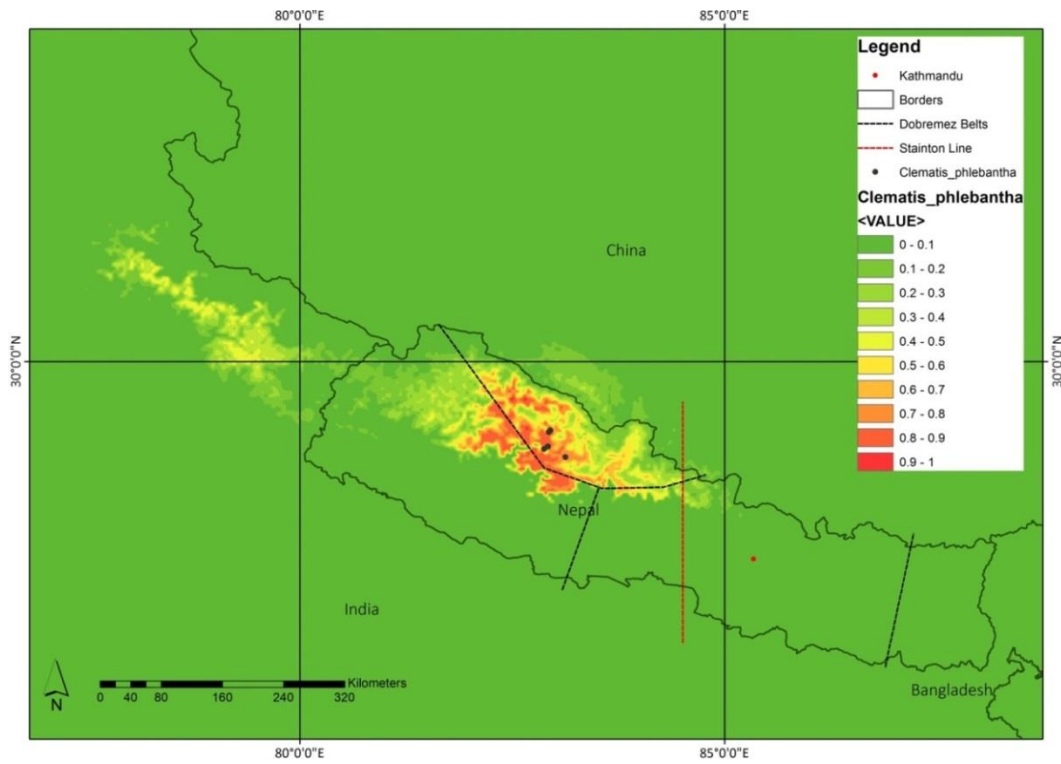 80°0'0"E 85°0'0"E
Legend
Kathmandu
Borders
Dobremez Belts
Stainton Line
Clematis_phlebantha
Clematis_phlebantha
<VALUE>
0 - 0.1
0.1 - 0.2
0.2 - 0.3
0.3 - 0.4
0.4 - 0.5
0.5 - 0.6
0.6 - 0.7
0.7 - 0.8
0.8 - 0.9
0.9 - 1
China
30°0'0"N 30°0'0"N
Nepal
India
Bangladesh
N
Kilometers
0 40 80 160 240 320
80°0'0"E 85°0'0"E